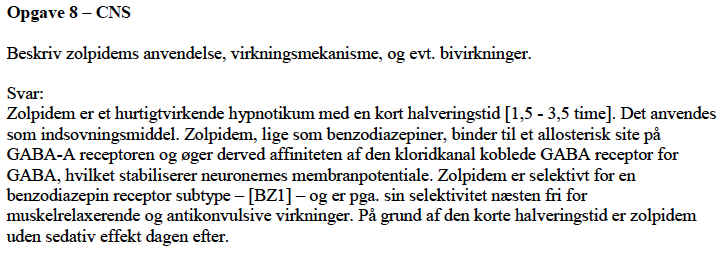 Opgave 8 – CNS
Beskriv zolpidems anvendelse, virkningsmekanisme, og evt. bivirkninger.
Svar:
Zolpidem er et hurtigtvirkende hypnotikum med en kort halveringstid [1,5 - 3,5 time]. Det anvendes
som indsovningsmiddel. Zolpidem, lige som benzodiazepiner, binder til et allosterisk site på
GABA-A receptoren og øger derved affiniteten af den kloridkanal koblede GABA receptor for
GABA, hvilket stabiliserer neuronernes membranpotentiale. Zolpidem er selektivt for en
benzodiazepin receptor subtype – [BZ1] – og er pga. sin selektivitet næsten fri for
muskelrelaxerende og antikonvulsive virkninger. På grund af den korte halveringstid er zolpidem
uden sedativ effekt dagen efter.